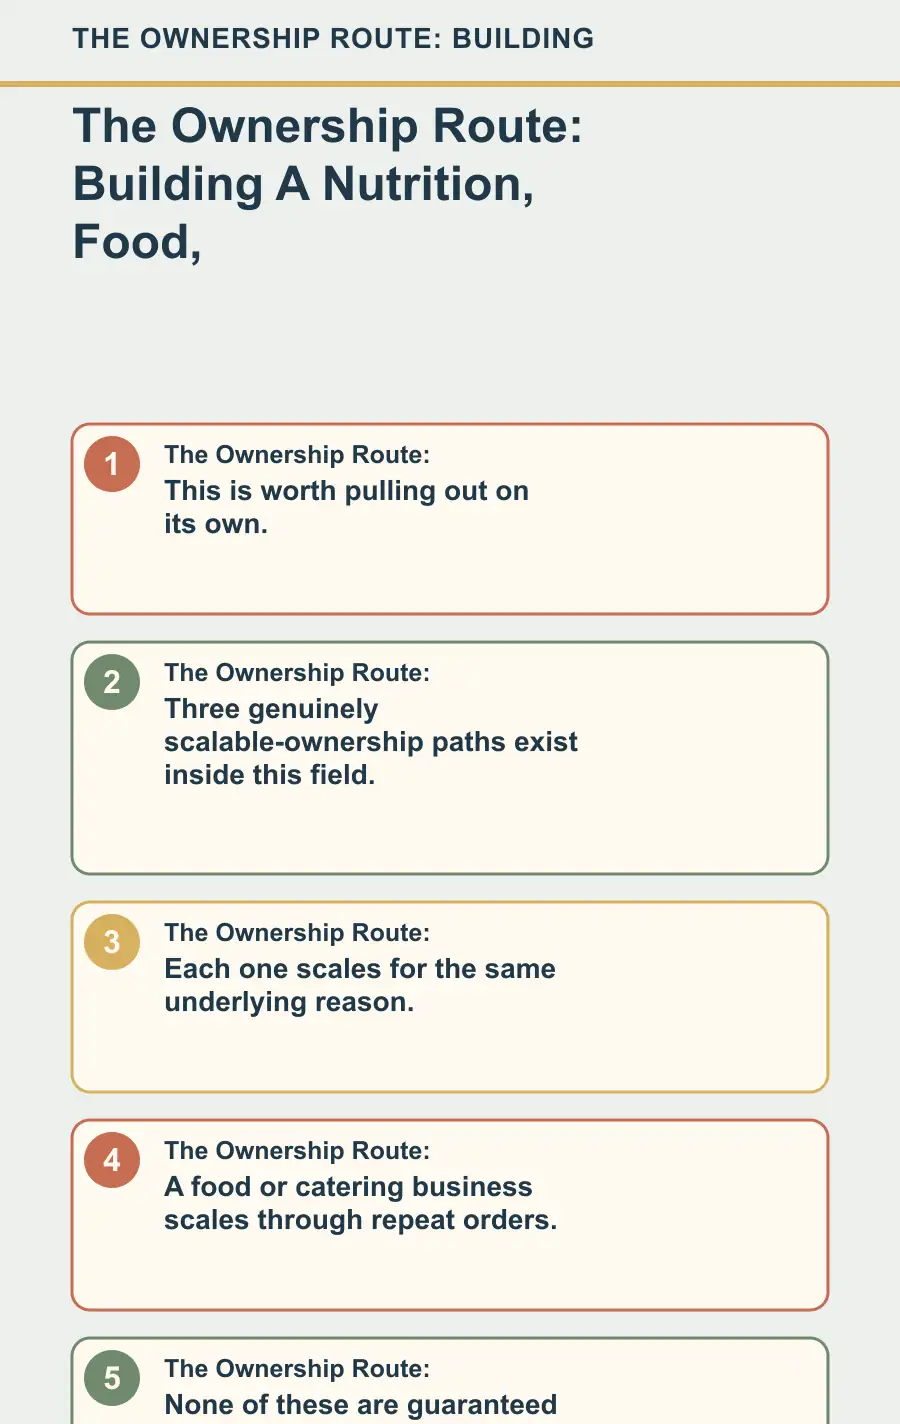 THE OWNERSHIP ROUTE: BUILDING
The Ownership Route:
Building A Nutrition,
Food,
1
The Ownership Route:
This is worth pulling out on
its own.
2
The Ownership Route:
Three genuinely
scalable-ownership paths exist
inside this field.
3
The Ownership Route:
Each one scales for the same
underlying reason.
4
The Ownership Route:
A food or catering business
scales through repeat orders.
5
The Ownership Route:
None of these are guaranteed